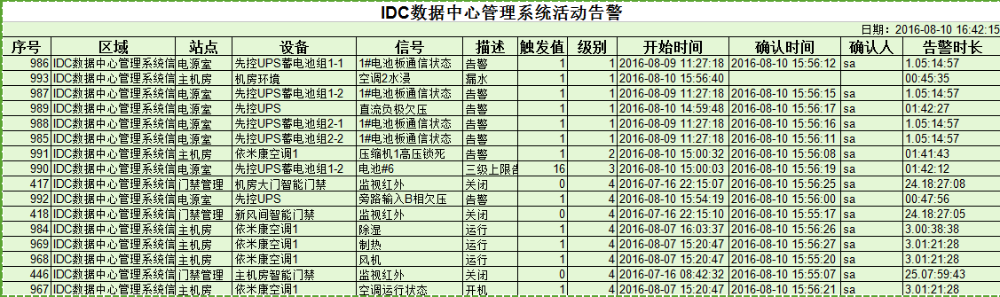 IDC数据中心管理系统活动告警
日期：2016-08-10 16:42:15
序号 区域 站点 设备 信号 描述 触发值 级别 开始时间 确认时间 确认人 告警时长
986 IDC数据中心管理系统信 电源室 先控UPS蓄电池组1-1 1#电池板通信状态 告警 1 1 2016-08-09 11:27:18 2016-08-10 15:56:12 sa 1.05:14:57
993 IDC数据中心管理系统信 主机房 机房环境 空调2水浸 漏水 1 1 2016-08-10 15:56:40 00:45:35
987 IDC数据中心管理系统信 电源室 先控UPS蓄电池组1-2 1#电池板通信状态 告警 1 1 2016-08-09 11:27:18 2016-08-10 15:56:15 sa 1.05:14:57
989 IDC数据中心管理系统信 电源室 先控UPS 直流负极欠压 告警 1 1 2016-08-10 14:59:48 2016-08-10 15:56:17 sa 01:42:27
988 IDC数据中心管理系统信 电源室 先控UPS蓄电池组2-1 1#电池板通信状态 告警 1 1 2016-08-09 11:27:18 2016-08-10 15:56:16 sa 1.05:14:57
985 IDC数据中心管理系统信 电源室 先控UPS蓄电池组2-2 1#电池板通信状态 告警 1 1 2016-08-09 11:27:18 2016-08-10 15:56:11 sa 1.05:14:57
991 IDC数据中心管理系统信 主机房 依米康空调1 压缩机1高压锁死 告警 1 2 2016-08-10 15:00:32 2016-08-10 15:56:08 sa 01:41:43
990 IDC数据中心管理系统信 电源室 先控UPS蓄电池组1-2 电池#6 三级上限告 16 3 2016-08-10 15:00:03 2016-08-10 15:56:19 sa 01:42:12
417 IDC数据中心管理系统信 门禁管理 机房大门智能门禁 监视红外 关闭 0 4 2016-07-16 22:15:07 2016-08-10 15:56:25 sa 24.18:27:08
992 IDC数据中心管理系统信 电源室 先控UPS 旁路输入B相欠压 告警 1 4 2016-08-10 15:54:19 2016-08-10 15:56:00 sa 00:47:56
418 IDC数据中心管理系统信 门禁管理 新风间智能门禁 监视红外 关闭 0 4 2016-07-16 22:15:10 2016-08-10 15:55:17 sa 24.18:27:05
984 IDC数据中心管理系统信 主机房 依米康空调1 除湿 运行 1 4 2016-08-07 16:03:37 2016-08-10 15:56:26 sa 3.00:38:38
969 IDC数据中心管理系统信 主机房 依米康空调1 制热 运行 1 4 2016-08-07 15:20:47 2016-08-10 15:56:27 sa 3.01:21:28
968 IDC数据中心管理系统信 主机房 依米康空调1 风机 运行 1 4 2016-08-07 15:20:47 2016-08-10 15:55:20 sa 3.01:21:28
446 IDC数据中心管理系统信 门禁管理 主机房智能门禁 监视红外 关闭 0 4 2016-07-16 08:42:32 2016-08-10 15:55:07 sa 25.07:59:43
967 IDC数据中心管理系统信 主机房 依米康空调1 空调运行状态 开机 1 4 2016-08-07 15:20:47 2016-08-10 15:56:21 sa 3.01:21:28